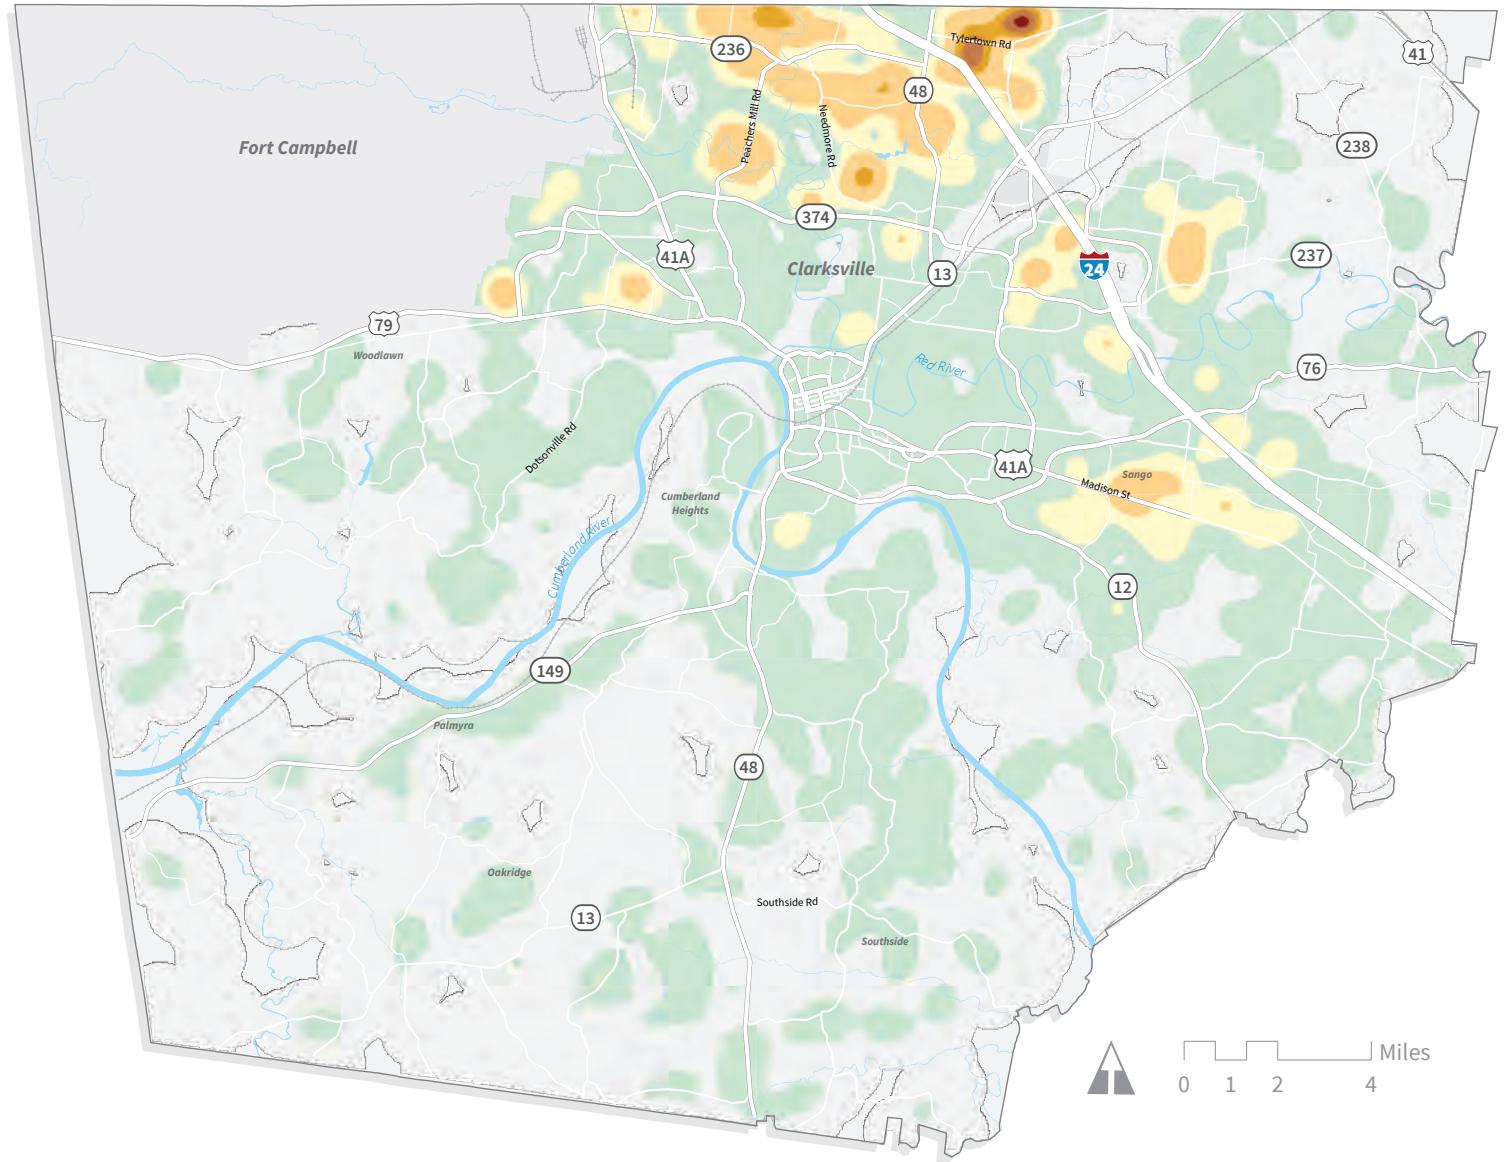 Tylertown Rd
236
41
48
Peachers Mill Rd
Needmore Rd
Fort Campbell
238
374
41A
Clarksville
13
24
237
79
Woodlawn
Red River
76
Dotsonville Rd
41A
Sango
Madison St
Cumberland
Heights
Cumberland River
12
149
Palmyra
48
Oakridge
Southside Rd
13
Southside
Miles
0 1 2 4